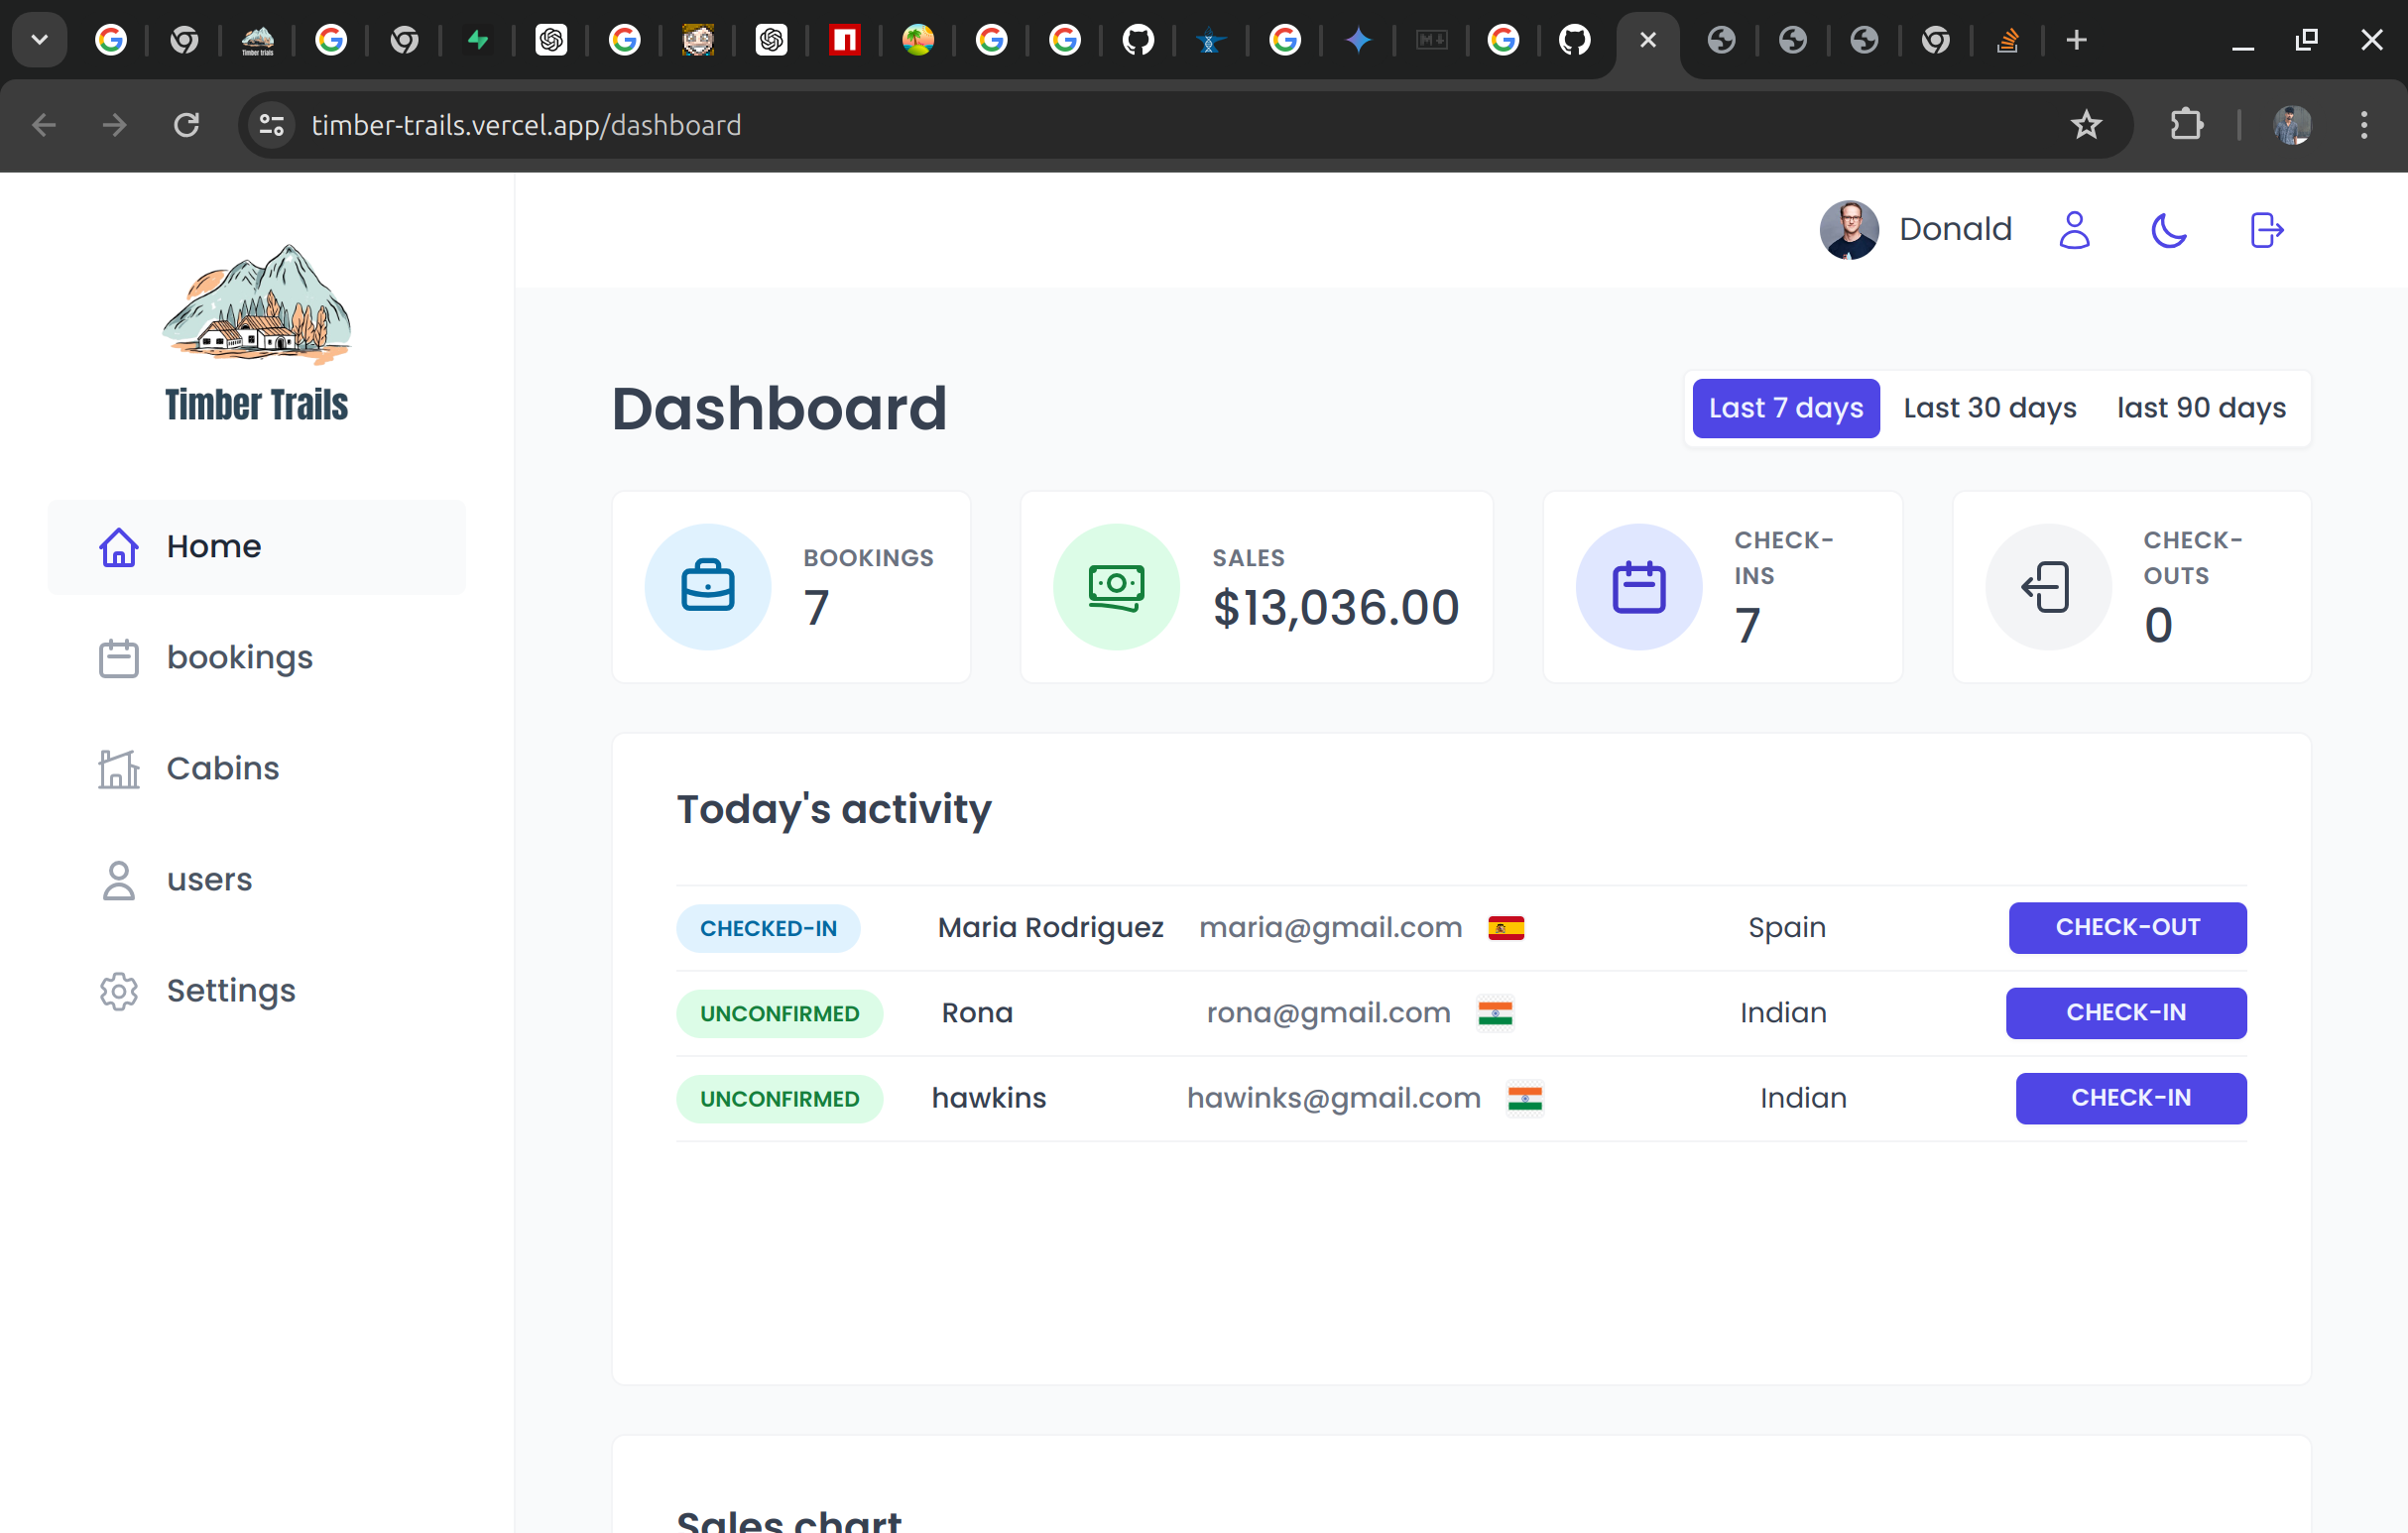 timber-trails.vercel.app/dashboard
Donald
Timber Trails
Home
bookings
Cabins
users
Settings
Dashboard
Last 7 days Last 30 days last 90 days
BOOKINGS
7
SALES
$13,036.00
CHECK-
INS
7
CHECK-
OUTS
0
Today's activity
CHECKED-IN Maria Rodriguez maria@gmail.com Spain CHECK-OUT
UNCONFIRMED Rona rona@gmail.com Indian CHECK-IN
UNCONFIRMED hawkins hawinks@gmail.com Indian CHECK-IN
Sales chart